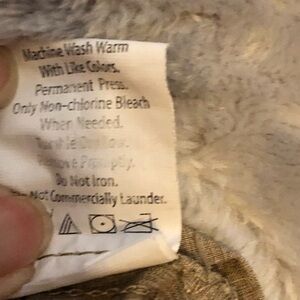 Machine Wash Warm
With Like Colors.
Permanent Press.
Only Non-chlorine Bleach
When Needed.
Tumble Dry Low.
Remove Promptly.
Do Not Iron.
Do Not Commercially Launder.